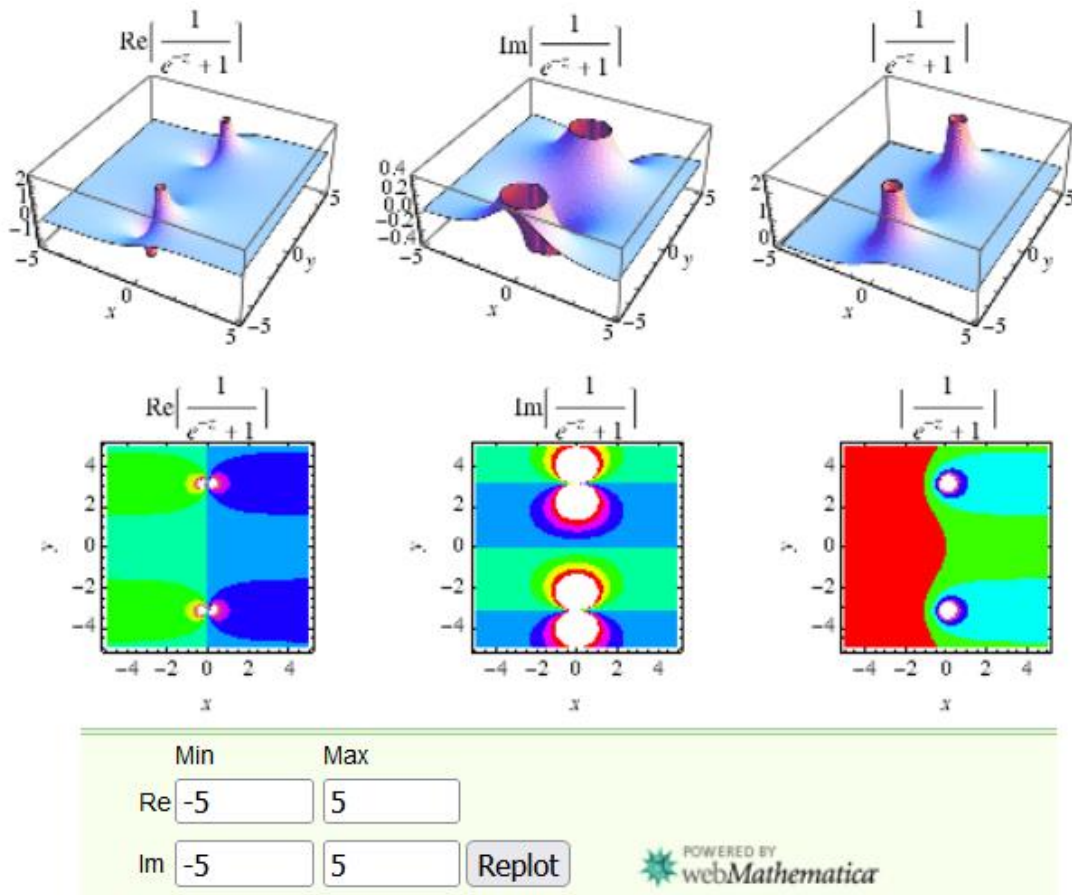 Re[1/(e^{-z} + 1)] Im[1/(e^{-z} + 1)] |1/(e^{-z} + 1)|
2 1 0 -1 -5 0 x 5 -5 0 y 5
0.4 0.2 0.0 -0.2 -0.4 -5 0 x 5 -5 0 y 5
2 1 0 -5 0 x 5 -5 0 y 5
Re[1/(e^{-z} + 1)] Im[1/(e^{-z} + 1)] |1/(e^{-z} + 1)|
4 2 0 -2 -4 y
-4 -2 0 2 4
x
4 2 0 -2 -4 y
-4 -2 0 2 4
x
4 2 0 -2 -4 y
-4 -2 0 2 4
x
Min Max
Re -5 5
Im -5 5 Replot
POWERED BY
webMathematica